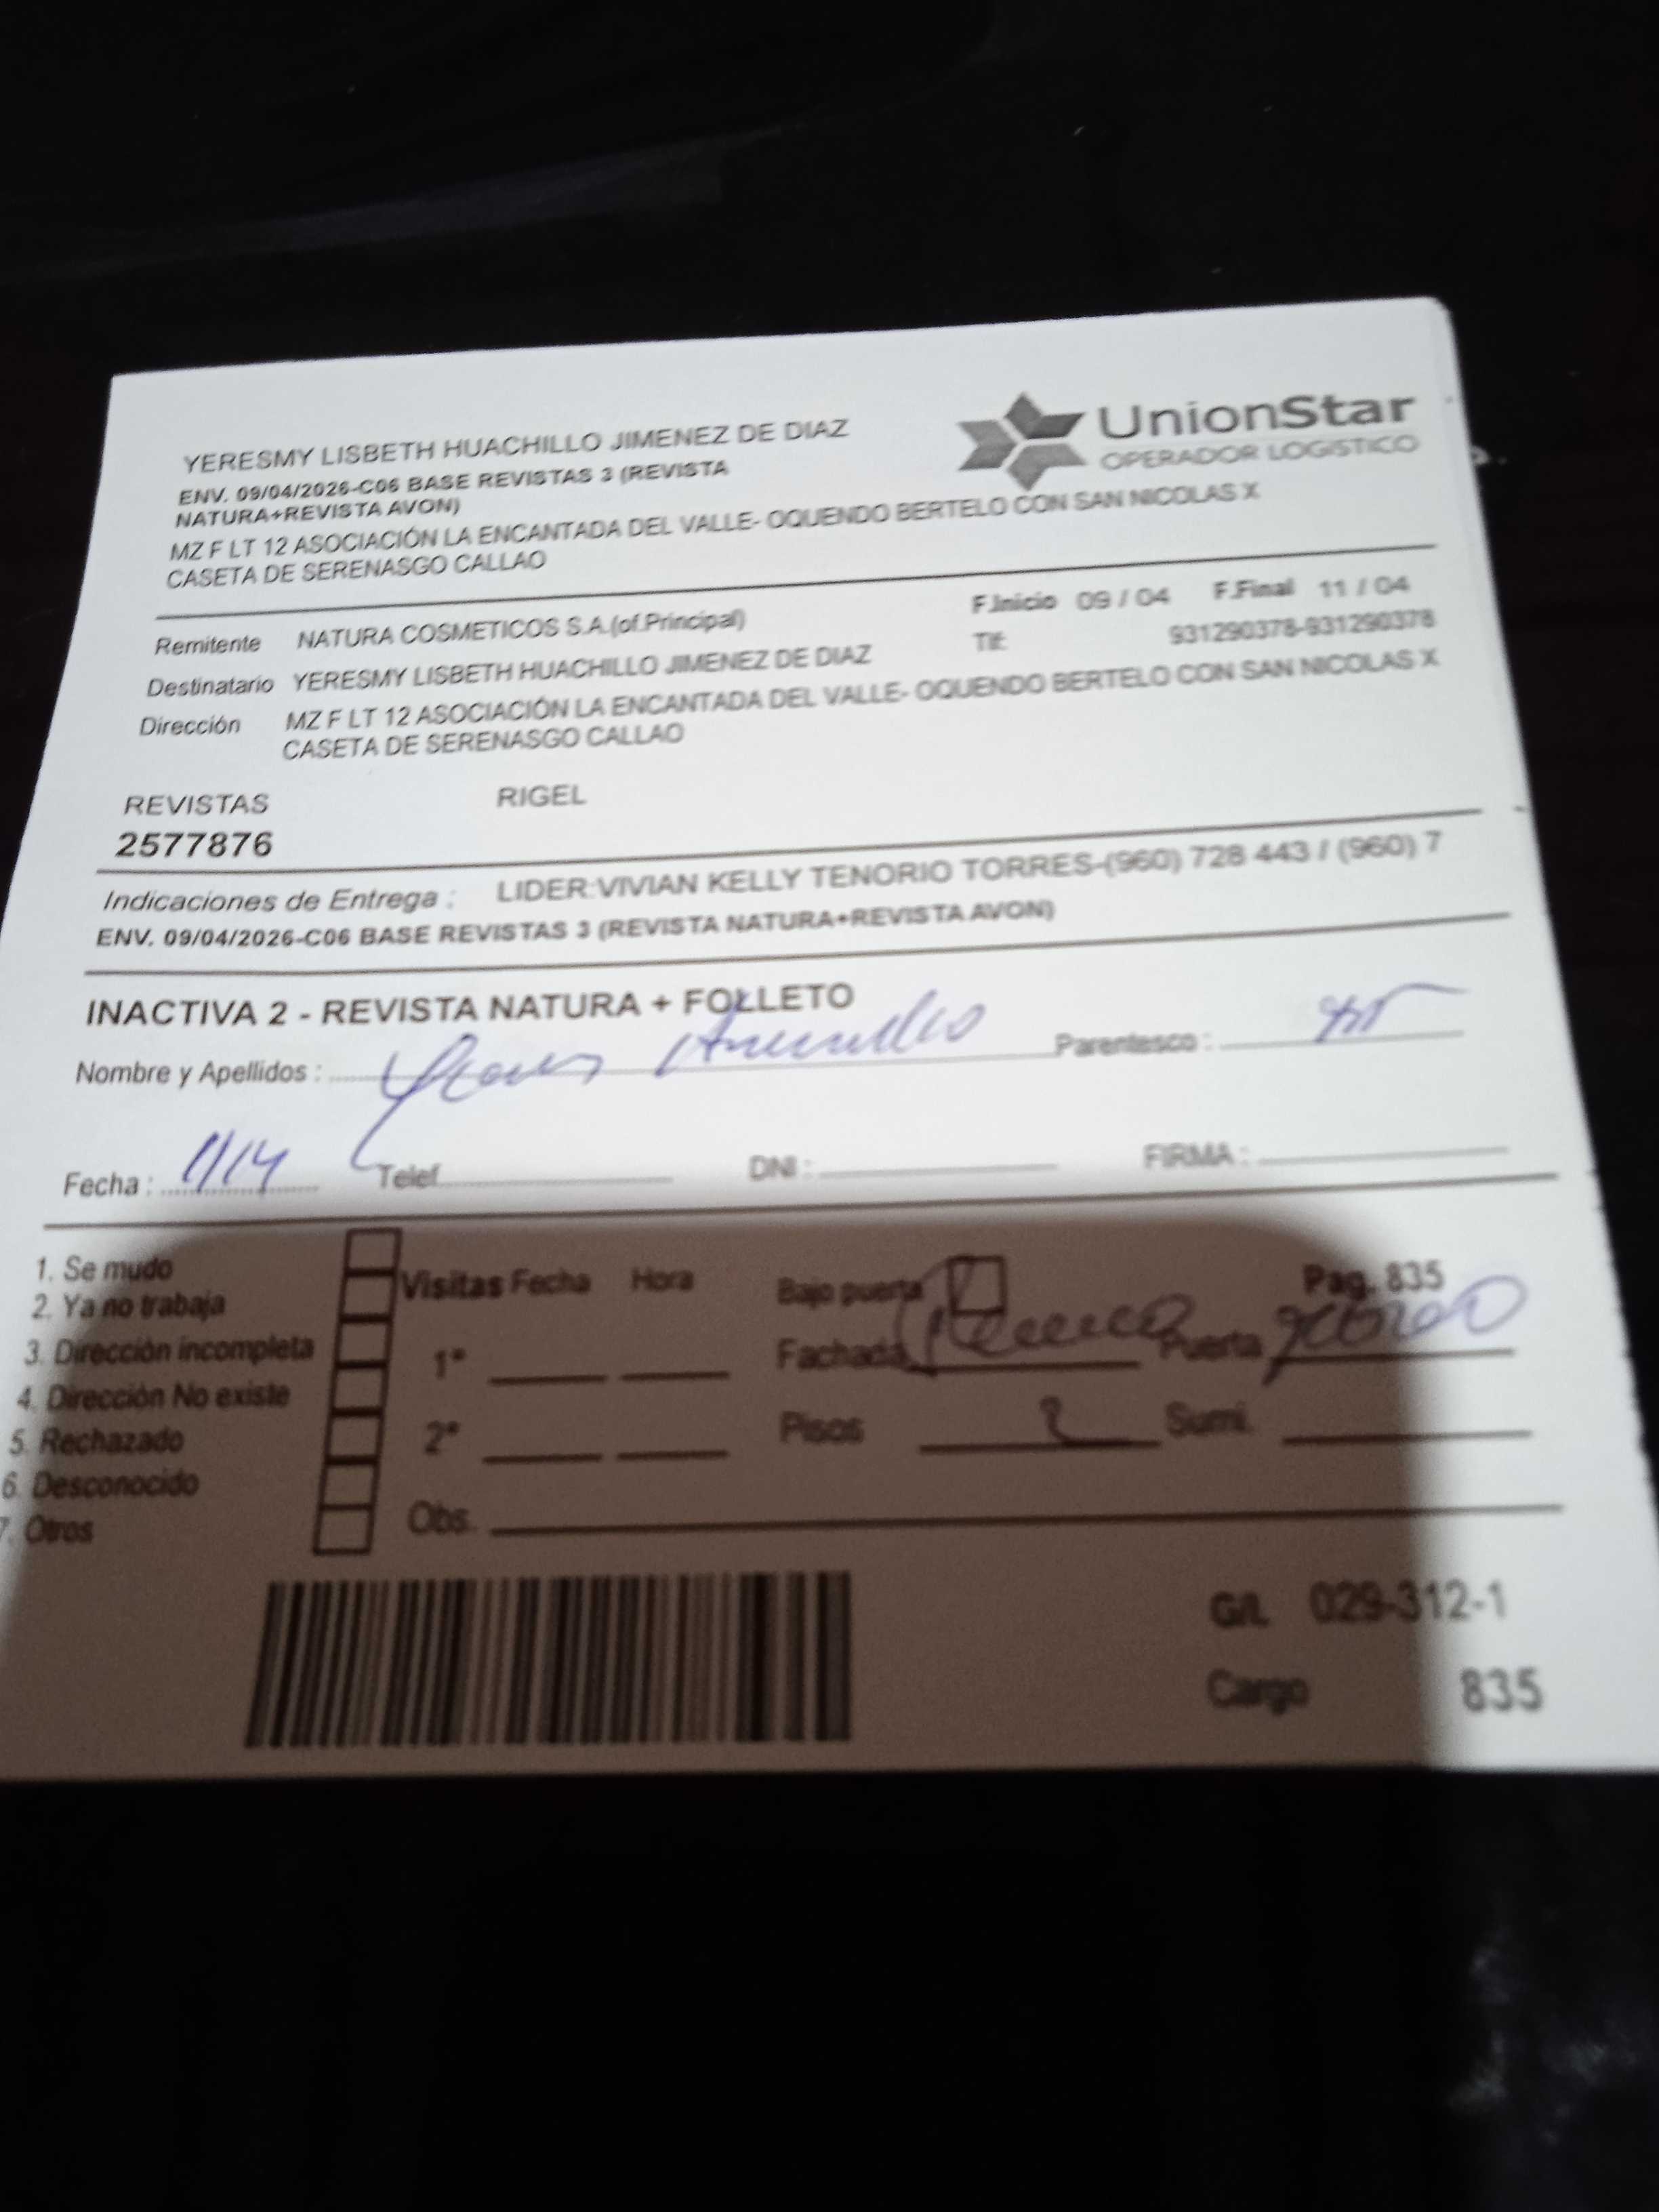 UnionStar
OPERADOR LOGISTICO
YERESMY LISBETH HUACHILLO JIMENEZ DE DIAZ
ENV. 09/04/2026-C06 BASE REVISTAS 3 (REVISTA
NATURA+REVISTA AVON)
MZ F LT 12 ASOCIACIÓN LA ENCANTADA DEL VALLE- OQUENDO BERTELO CON SAN NICOLAS X
CASETA DE SERENASGO CALLAO
Remitente NATURA COSMETICOS S.A.(of.Principal) F.Inicio 09 / 04 F.Final 11 / 04
Destinatario YERESMY LISBETH HUACHILLO JIMENEZ DE DIAZ Tlf: 931290378-931290378
Dirección MZ F LT 12 ASOCIACIÓN LA ENCANTADA DEL VALLE- OQUENDO BERTELO CON SAN NICOLAS X
CASETA DE SERENASGO CALLAO
REVISTAS RIGEL
2577876
Indicaciones de Entrega : LIDER:VIVIAN KELLY TENORIO TORRES-(960) 728 443 / (960) 7
ENV. 09/04/2026-C06 BASE REVISTAS 3 (REVISTA NATURA+REVISTA AVON)
INACTIVA 2 - REVISTA NATURA + FOLLETO
Nombre y Apellidos : Parentesco :
Fecha : 11/14 Telef. DNI : FIRMA :
1. Se mudo
2. Ya no trabaja
3. Dirección incompleta
4. Dirección No existe
5. Rechazado
6. Desconocido
7. Otros
Visitas Fecha Hora
1°
2°
Obs.
Bajo puerta Pag. 835
Fachada Puerta
Pisos 2 Sumi.
G/L 029-312-1
Cargo 835